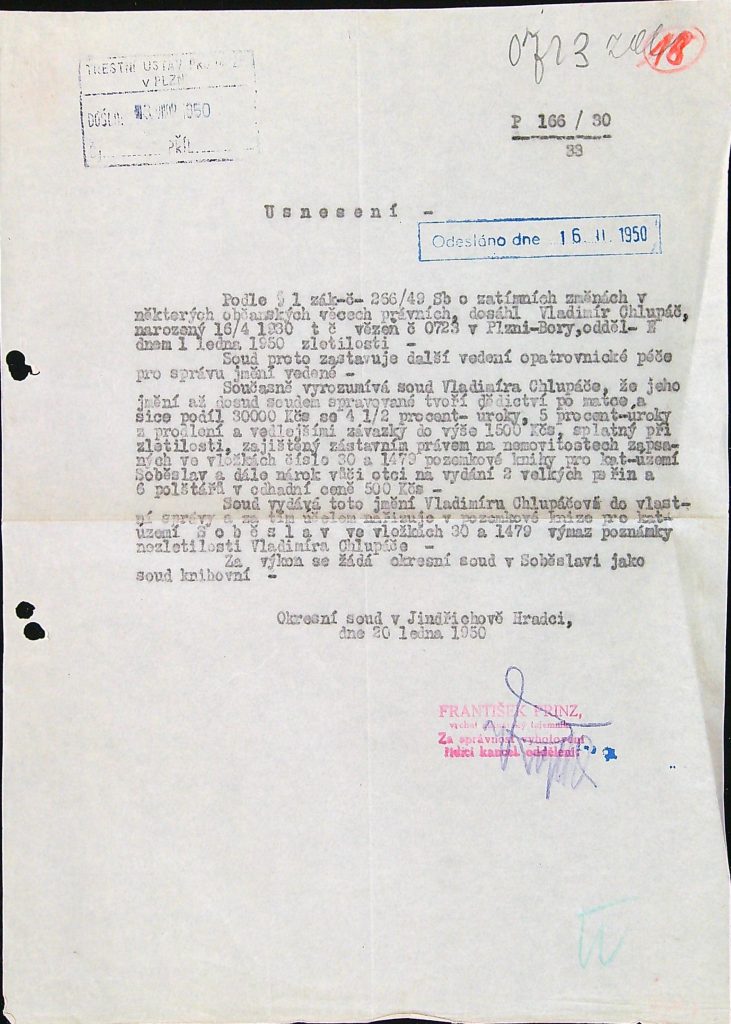 0723
48
TRESTNÍ ÚSTAV
V PLZNI
DOŠLO: 1950
Čj. PŘÍL.
P 166 / 30
33
Usnesení -
Odesláno dne 16. II. 1950
Podle § 1 zák-č- 266/49 Sb o zatímních změnách v
některých občanských věcech právních, dosáhl Vladimír Chlupáč,
narozený 16/4 1930 t č vězeň č 0723 v Plzni-Bory,odděl-
dnem 1 ledna 1950 zletilosti -
Soud proto zastavuje další vedení opatrovnické péče
pro správu jmění vedené -
Současně vyrozumívá soud Vladimíra Chlupáče, že jeho
jmění až dosud soudem spravované tvoří dědictví po matce,a
sice podíl 30000 Kčs se 4 1/2 procent- úroky, 5 procent-úroky
z prodlení a vedlejšími závazky do výše 1500 Kčs, splatný při
zletilosti, zajištěný zástavním právem na nemovitostech zapsa-
ných ve vložkách číslo 30 a 1479 pozemkové knihy pro kat-území
Soběslav a dále nárok vůči otci na vydání 2 velkých peřin a
6 polštářů v odhadní ceně 500 Kčs -
Soud vydává toto jmění Vladimíru Chlupáčová do vlast-
ní správy a za tím účelem nařizuje v pozemkové knize pro kat-
území Soběslav ve vložkách 30 a 1479 výmaz poznámky
nezletilosti Vladimíra Chlupáče -
Za výkon se žádá okresní soud v Soběslavi jako
soud knihovní -
Okresní soud v Jindřichově Hradci,
dne 20 ledna 1950
FRANTIŠEK PRINZ,
vrchní tajemník
Za správnost vyhotovení
řídící kancel oddělení: